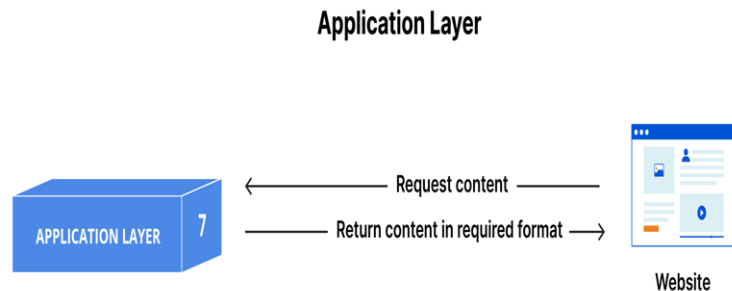 Application Layer
Request content
APPLICATION LAYER 7
Return content in required format
Website